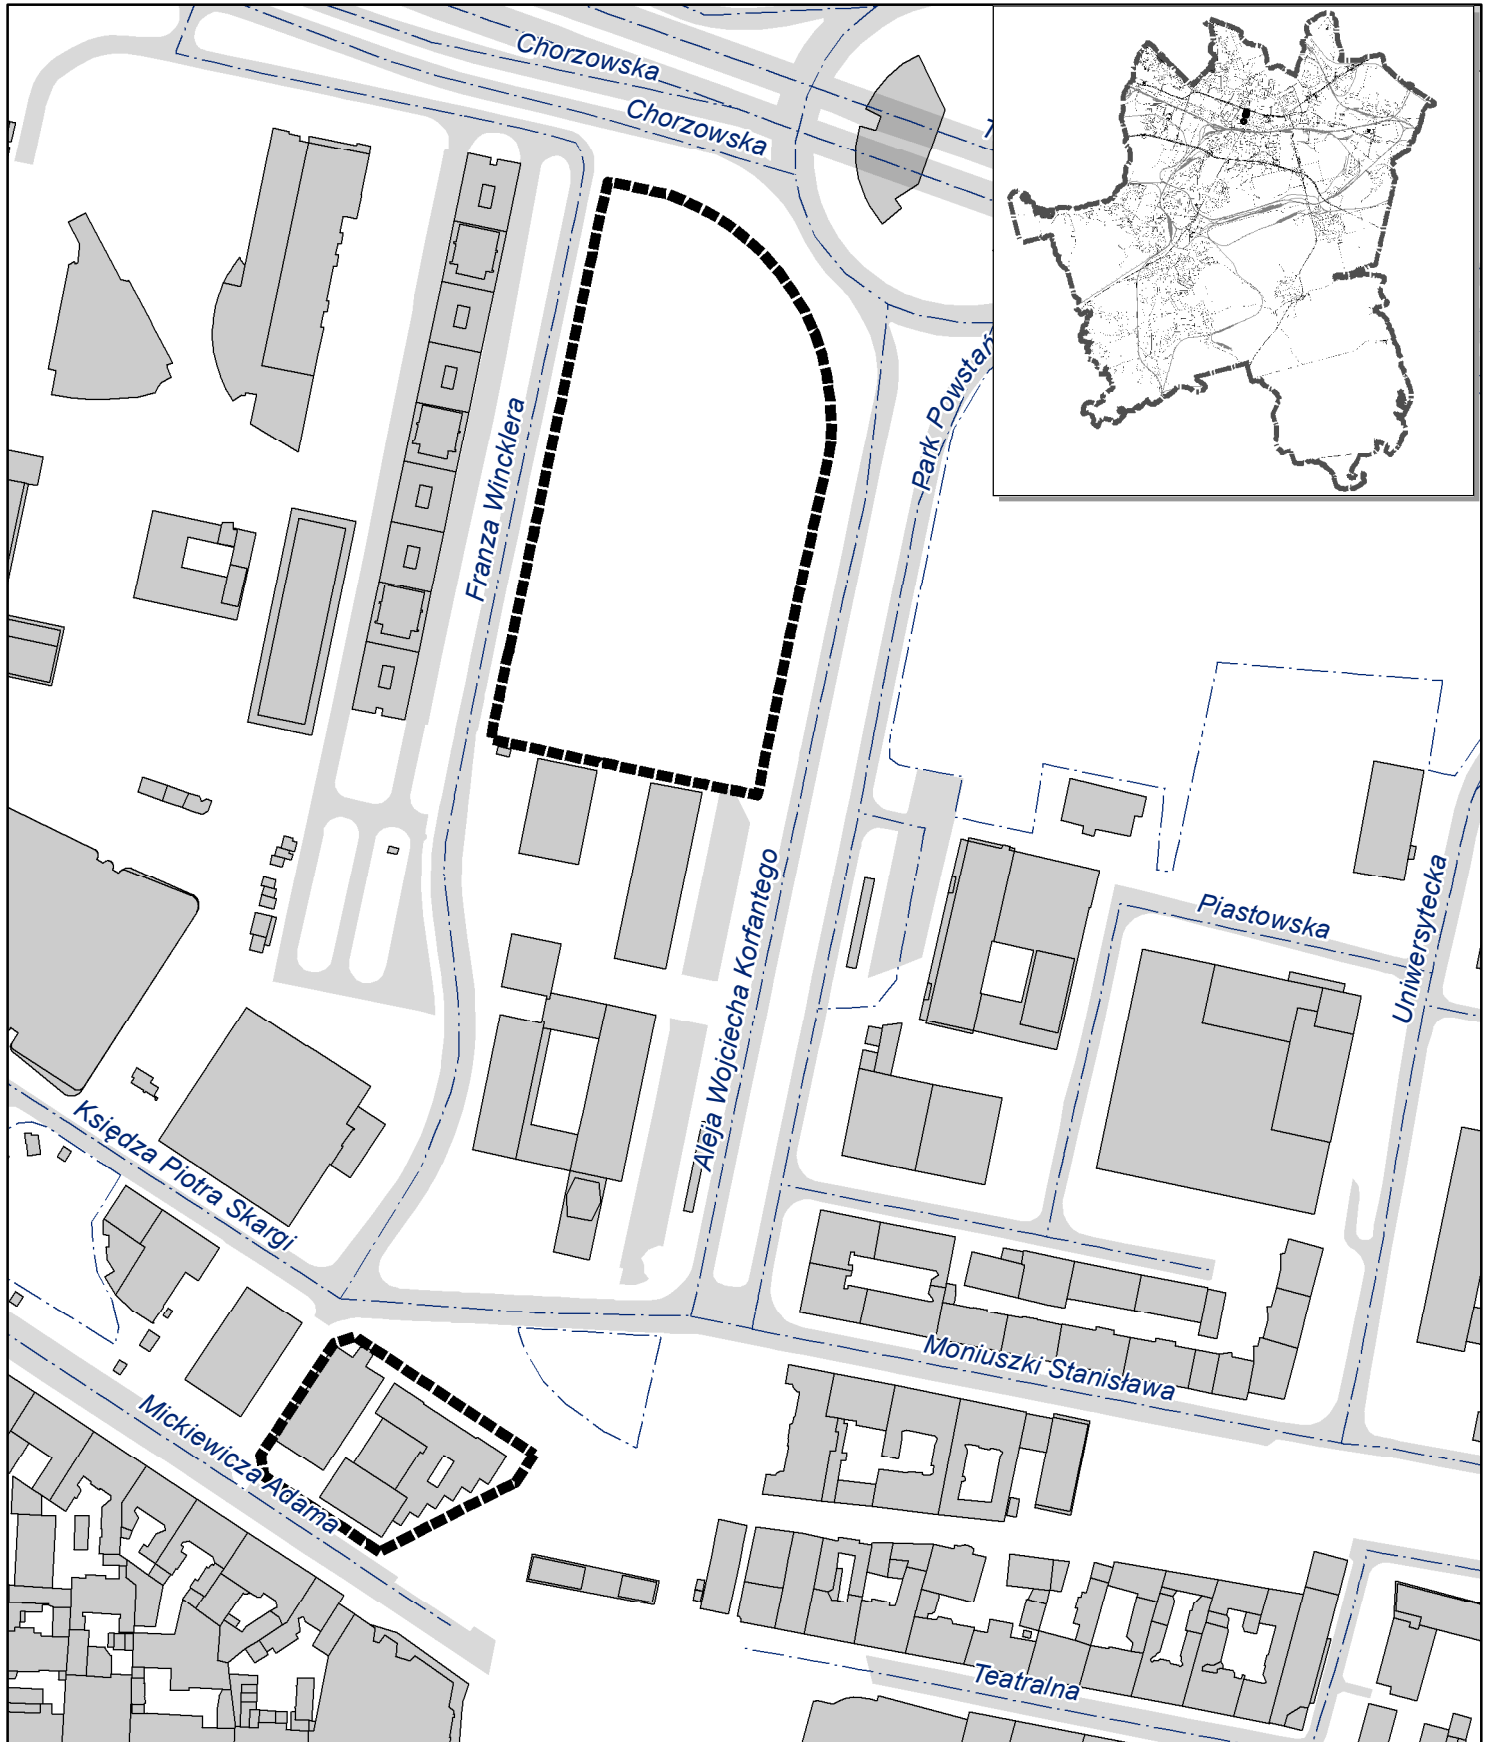 Chorzowska
Chorzowska
Franza Wincklera
Park Powstań
Aleja Wojciecha Korfantego
Piastowska
Uniwersytecka
Księdza Piotra Skargi
Moniuszki Stanisława
Mickiewicza Adama
Teatralna